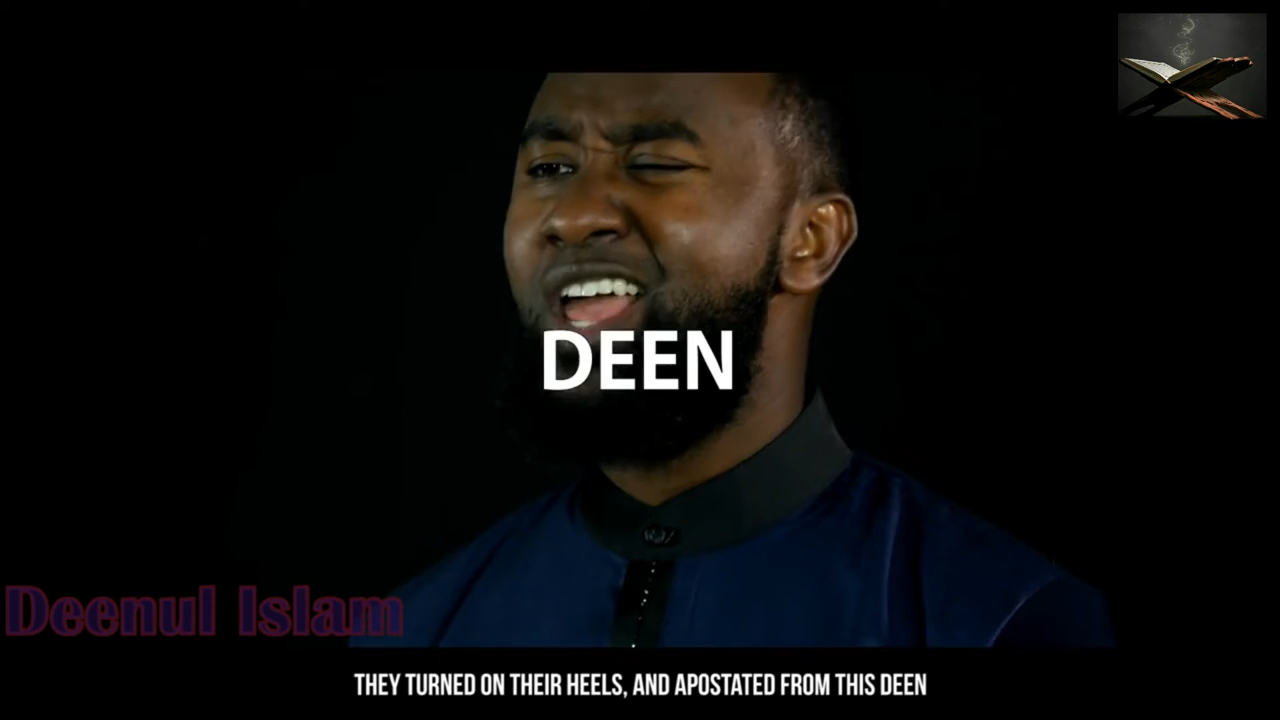 DEEN
Deenul Islam
THEY TURNED ON THEIR HEELS, AND APOSTATED FROM THIS DEEN